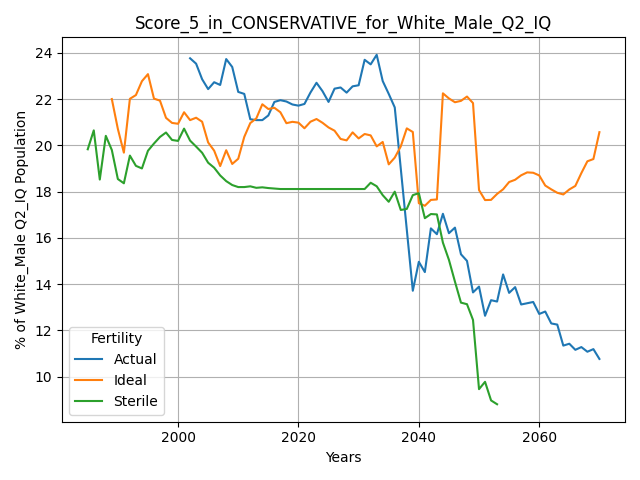 Score_5_in_CONSERVATIVE_for_White_Male_Q2_IQ
% of White_Male Q2_IQ Population
24
22
20
18
16
14
12
10
Fertility
Actual
Ideal
Sterile
2000
2020
2040
2060
Years